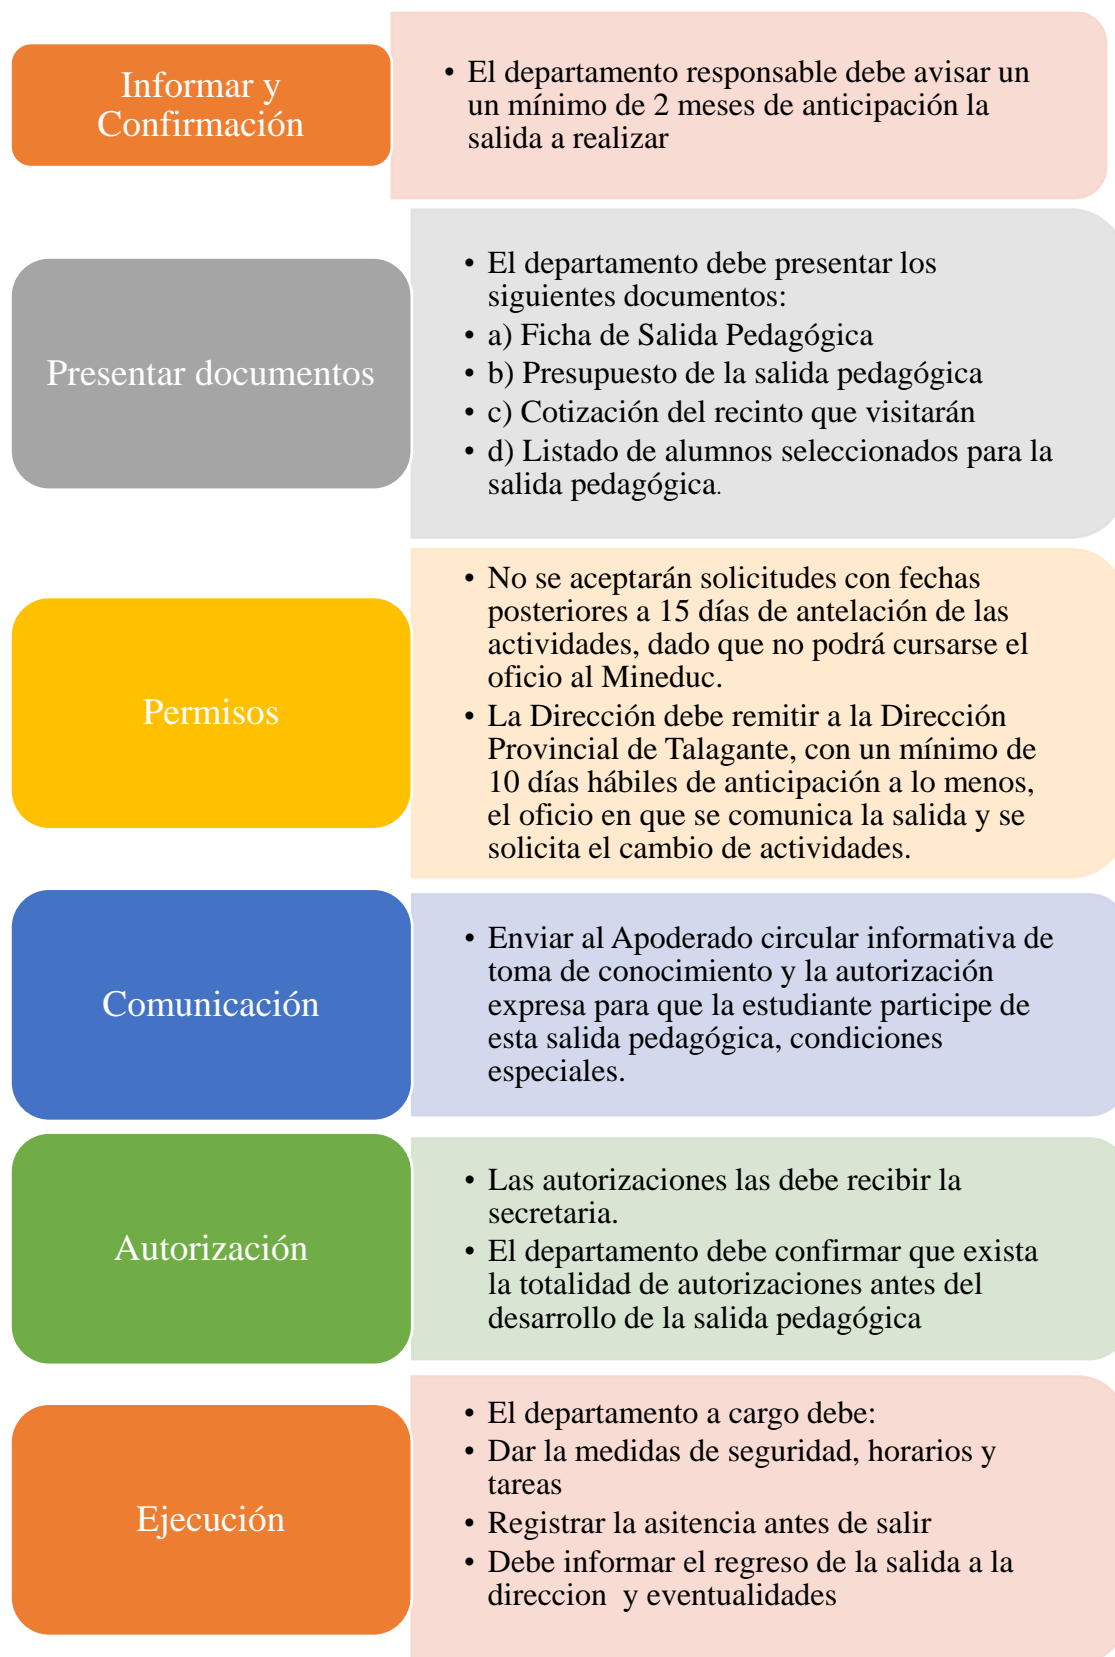 Informar y
Confirmación
• El departamento responsable debe avisar un
un mínimo de 2 meses de anticipación la
salida a realizar
Presentar documentos
• El departamento debe presentar los
siguientes documentos:
• a) Ficha de Salida Pedagógica
• b) Presupuesto de la salida pedagógica
• c) Cotización del recinto que visitarán
• d) Listado de alumnos seleccionados para la
salida pedagógica.
Permisos
• No se aceptarán solicitudes con fechas
posteriores a 15 días de antelación de las
actividades, dado que no podrá cursarse el
oficio al Mineduc.
• La Dirección debe remitir a la Dirección
Provincial de Talagante, con un mínimo de
10 días hábiles de anticipación a lo menos,
el oficio en que se comunica la salida y se
solicita el cambio de actividades.
Comunicación
• Enviar al Apoderado circular informativa de
toma de conocimiento y la autorización
expresa para que la estudiante participe de
esta salida pedagógica, condiciones
especiales.
Autorización
• Las autorizaciones las debe recibir la
secretaria.
• El departamento debe confirmar que exista
la totalidad de autorizaciones antes del
desarrollo de la salida pedagógica
Ejecución
• El departamento a cargo debe:
• Dar la medidas de seguridad, horarios y
tareas
• Registrar la asitencia antes de salir
• Debe informar el regreso de la salida a la
direccion y eventualidades